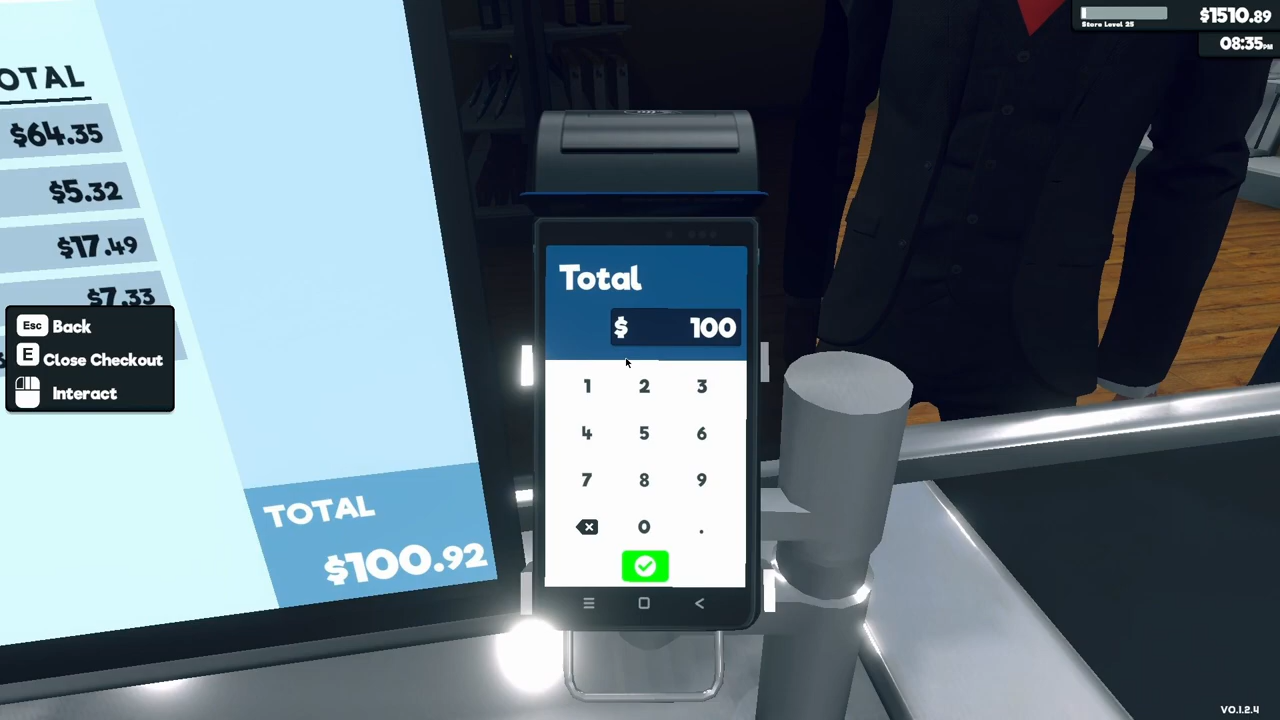 OTAL
$64.35
$5.32
$17.49
$7.33
Esc Back
E Close Checkout
Interact
TOTAL
$100.92
Total
$ 100
1 2 3
4 5 6
7 8 9
0 .
Store Level 25
$1510.89
08:35PM
V0.1.2.4